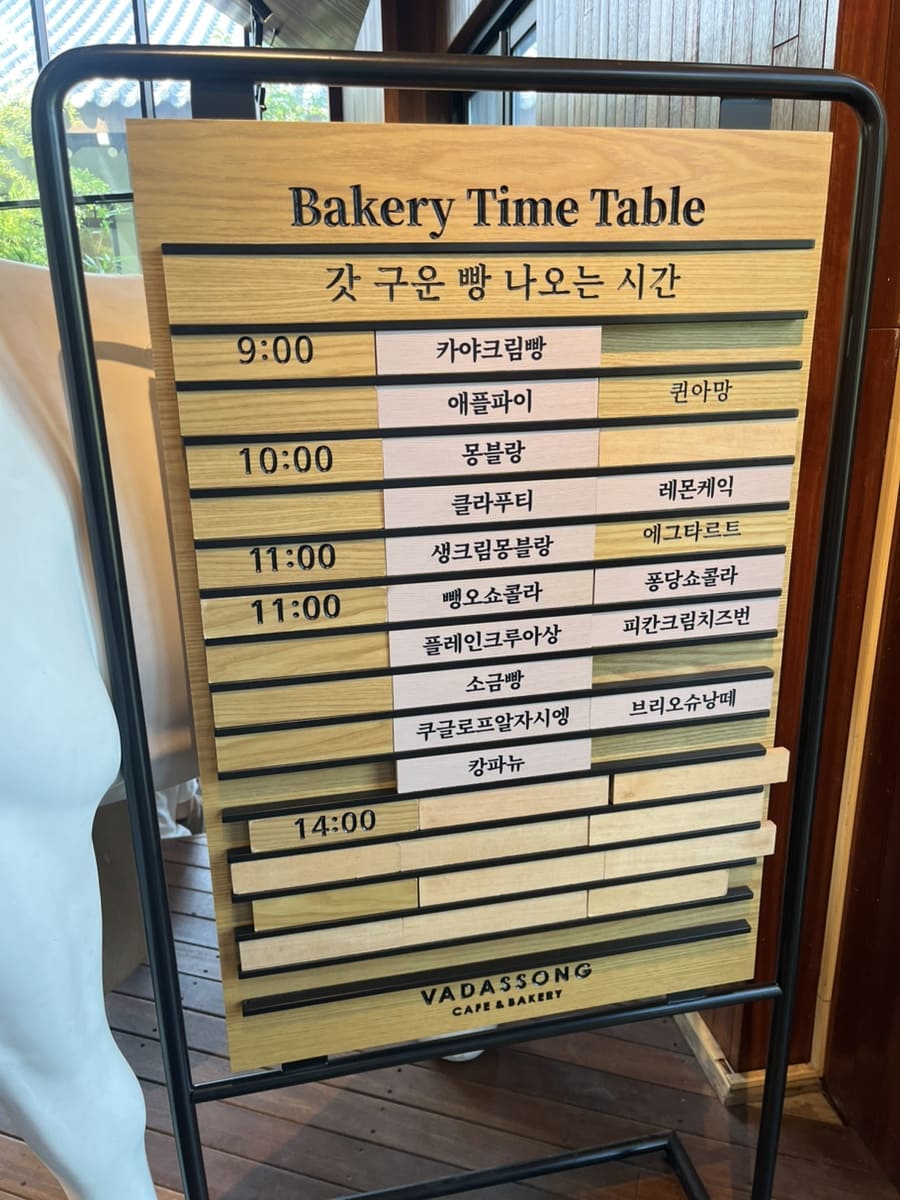 Bakery Time Table
갓 구운 빵 나오는 시간
9:00 카야크림빵
애플파이 퀸아망
10:00 몽블랑
클라푸티 레몬케익
11:00 생크림몽블랑 에그타르트
11:00 뺑오쇼콜라 퐁당쇼콜라
플레인크루아상 피칸크림치즈번
소금빵
쿠글로프알자시엥 브리오슈낭떼
캉파뉴
14:00
VADASSONG
CAFE & BAKERY